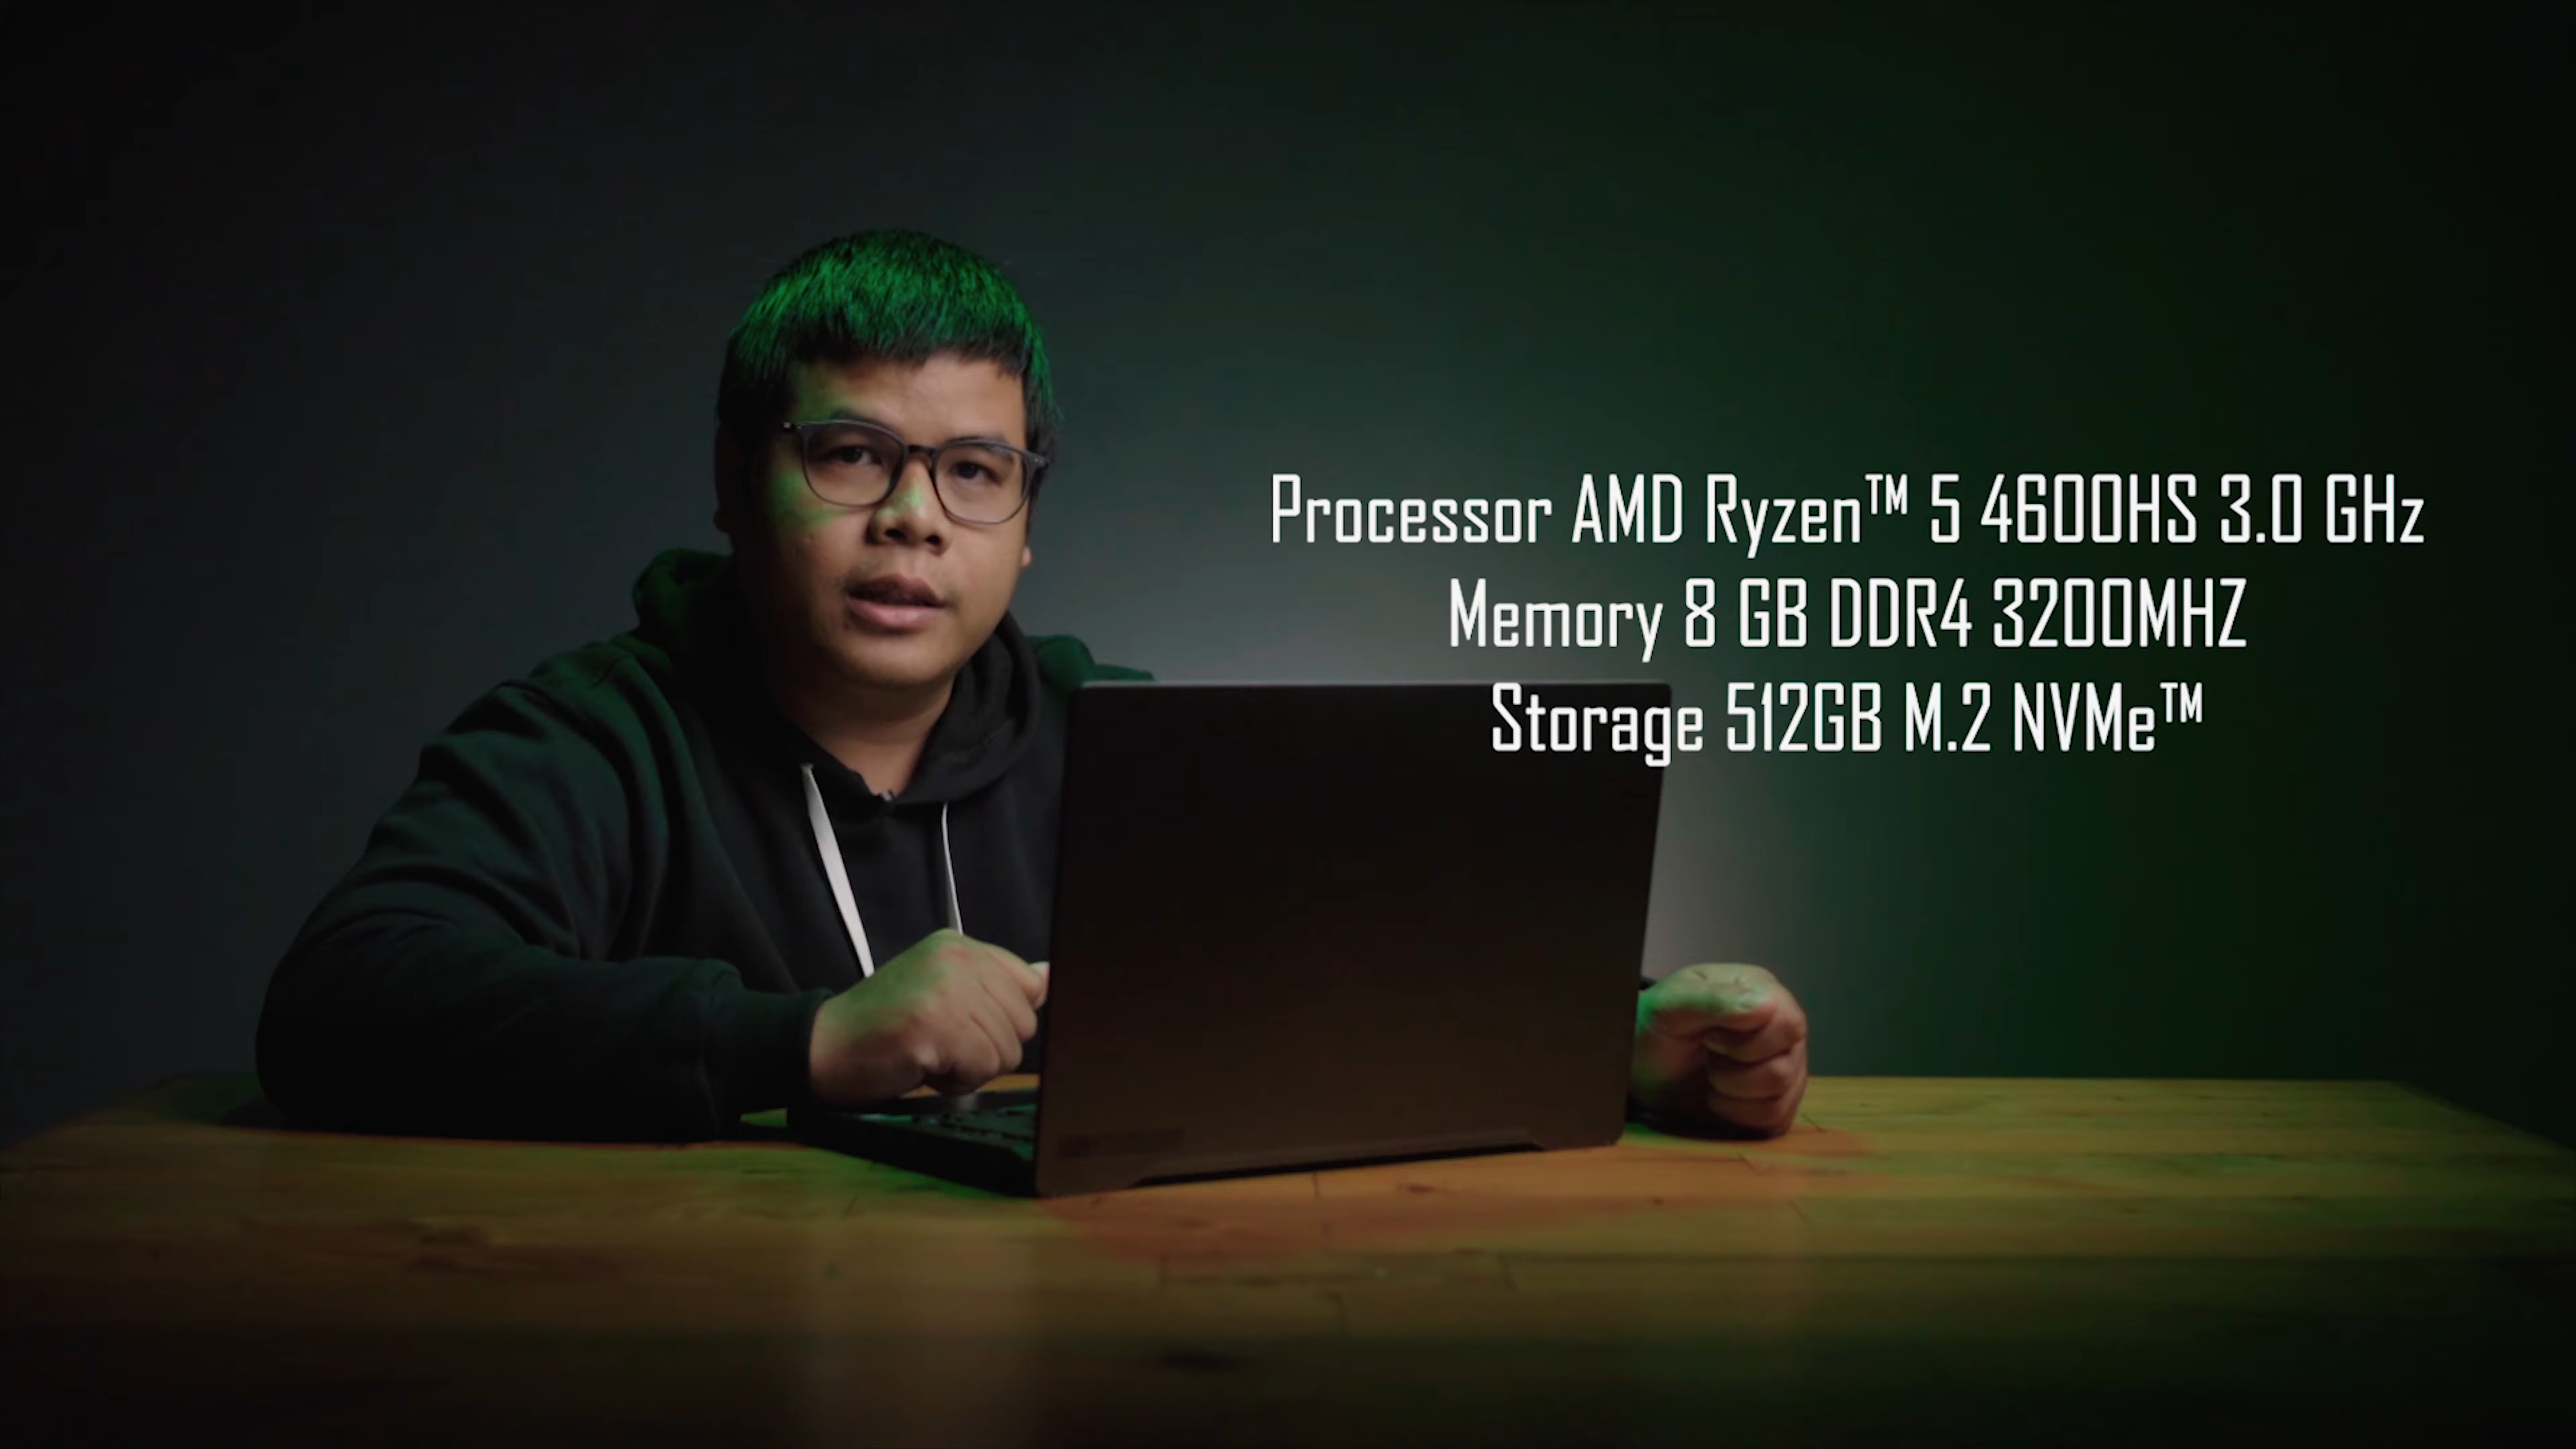 Processor AMD Ryzen™ 5 4600HS 3.0 GHz
Memory 8 GB DDR4 3200MHZ
Storage 512GB M.2 NVMe™